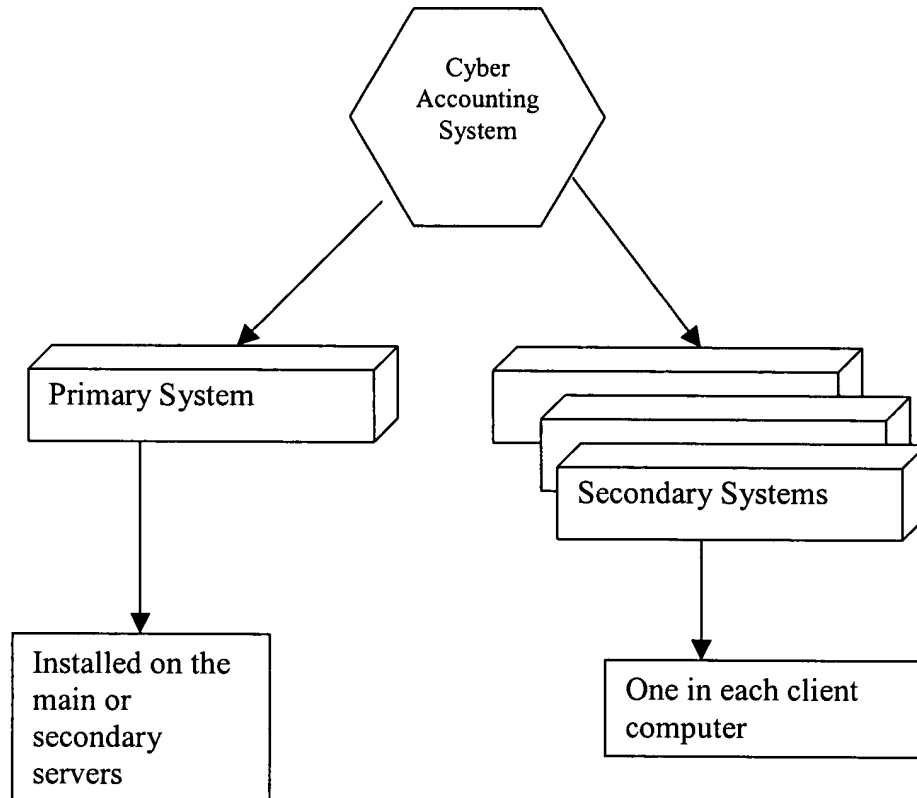 Cyber
Accounting
System
Primary System
Secondary Systems
Installed on the
main or
secondary
servers
One in each client
computer